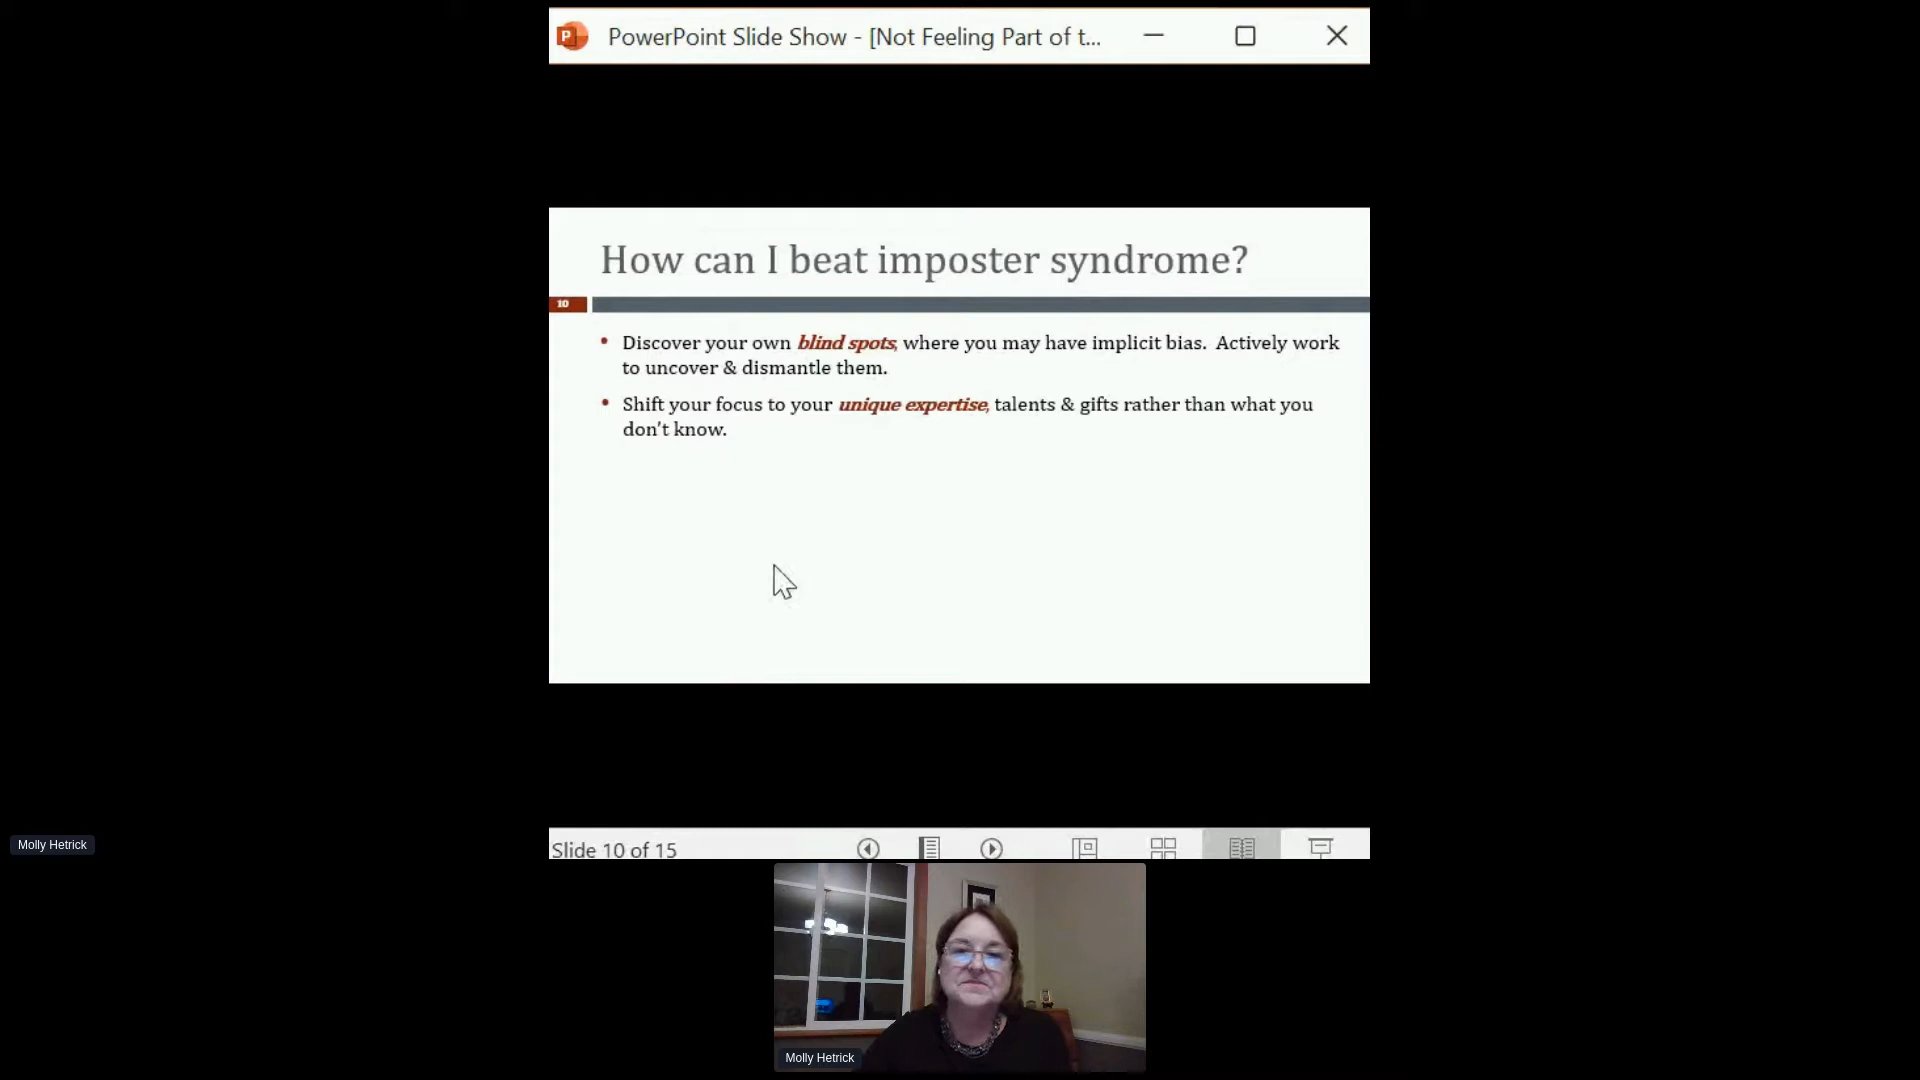 PowerPoint Slide Show - [Not Feeling Part of t...
How can I beat imposter syndrome?
10
• Discover your own blind spots, where you may have implicit bias.  Actively work
to uncover & dismantle them.
• Shift your focus to your unique expertise, talents & gifts rather than what you
don't know.
Molly Hetrick
Slide 10 of 15
Molly Hetrick